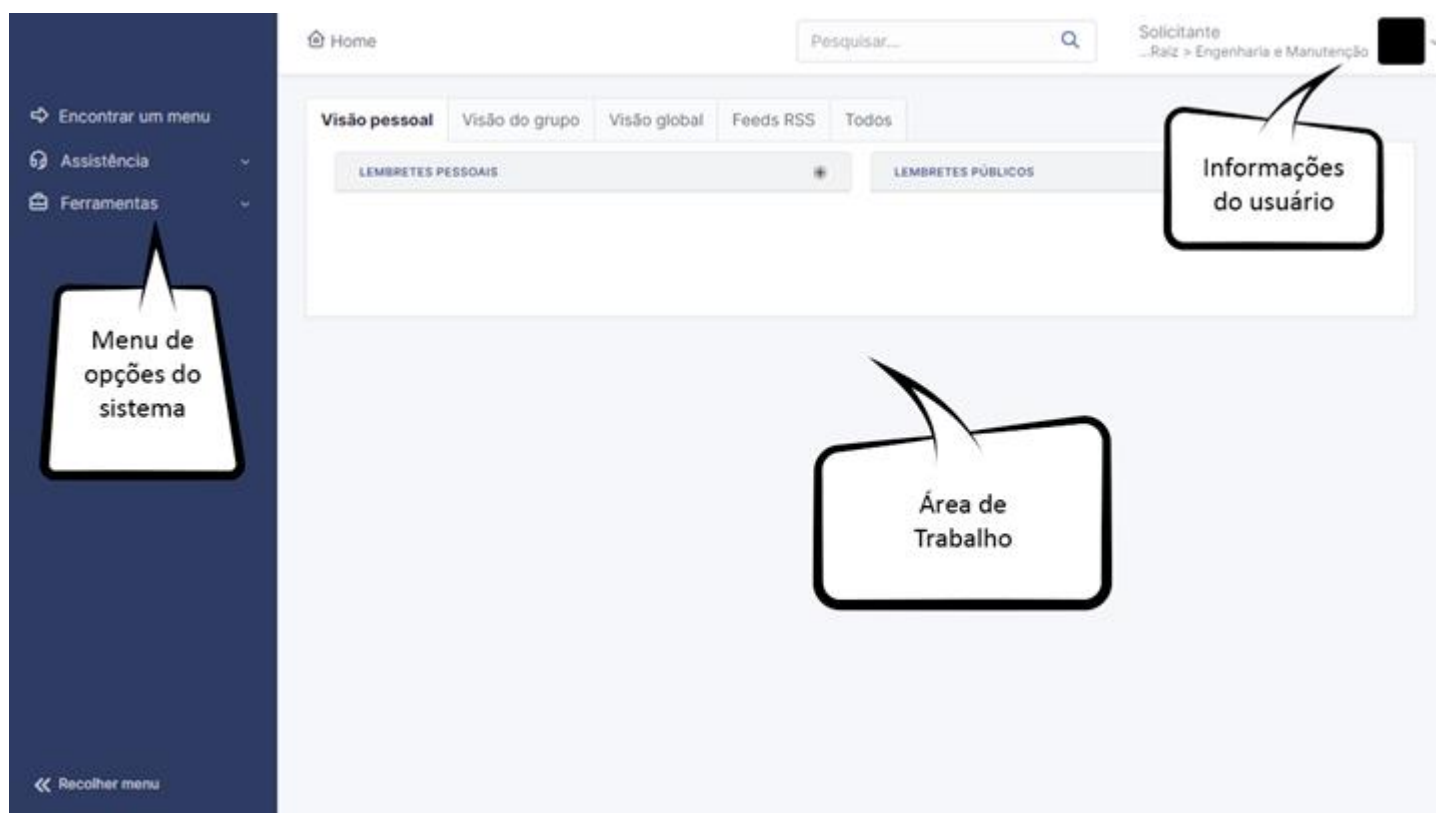 Home
Pesquisar...
Solicitante
...Raiz > Engenharia e Manutenção
Encontrar um menu
Assistência
Ferramentas
Visão pessoal
Visão do grupo
Visão global
Feeds RSS
Todos
LEMBRETES PESSOAIS
LEMBRETES PÚBLICOS
Informações
do usuário
Menu de
opções do
sistema
Área de
Trabalho
Recolher menu